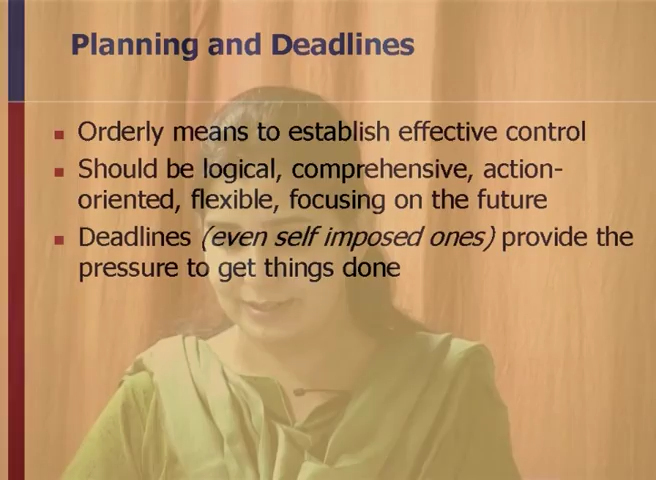 Planning and Deadlines
Orderly means to establish effective control
Should be logical, comprehensive, action-
oriented, flexible, focusing on the future
Deadlines (even self imposed ones) provide the
pressure to get things done